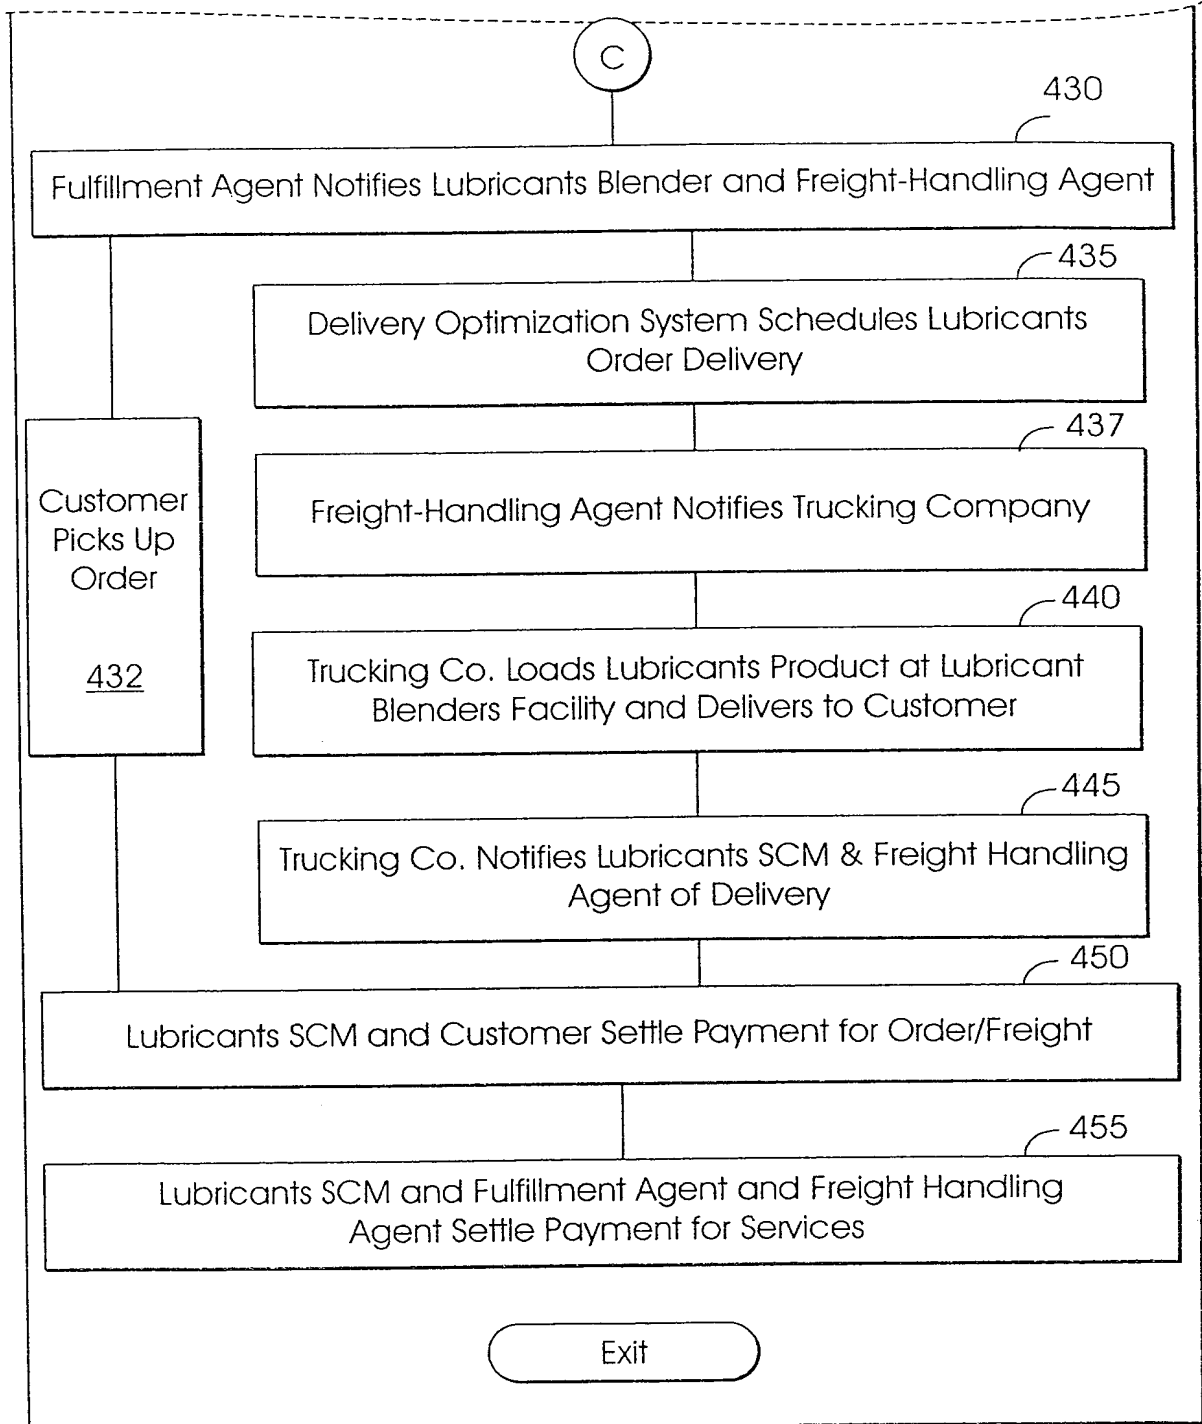 C
430
Fulfillment Agent Notifies Lubricants Blender and Freight-Handling Agent
435
Delivery Optimization System Schedules Lubricants
Order Delivery
437
Freight-Handling Agent Notifies Trucking Company
Customer
Picks Up
Order
432
440
Trucking Co. Loads Lubricants Product at Lubricant
Blenders Facility and Delivers to Customer
445
Trucking Co. Notifies Lubricants SCM & Freight Handling
Agent of Delivery
450
Lubricants SCM and Customer Settle Payment for Order/Freight
455
Lubricants SCM and Fulfillment Agent and Freight Handling
Agent Settle Payment for Services
Exit